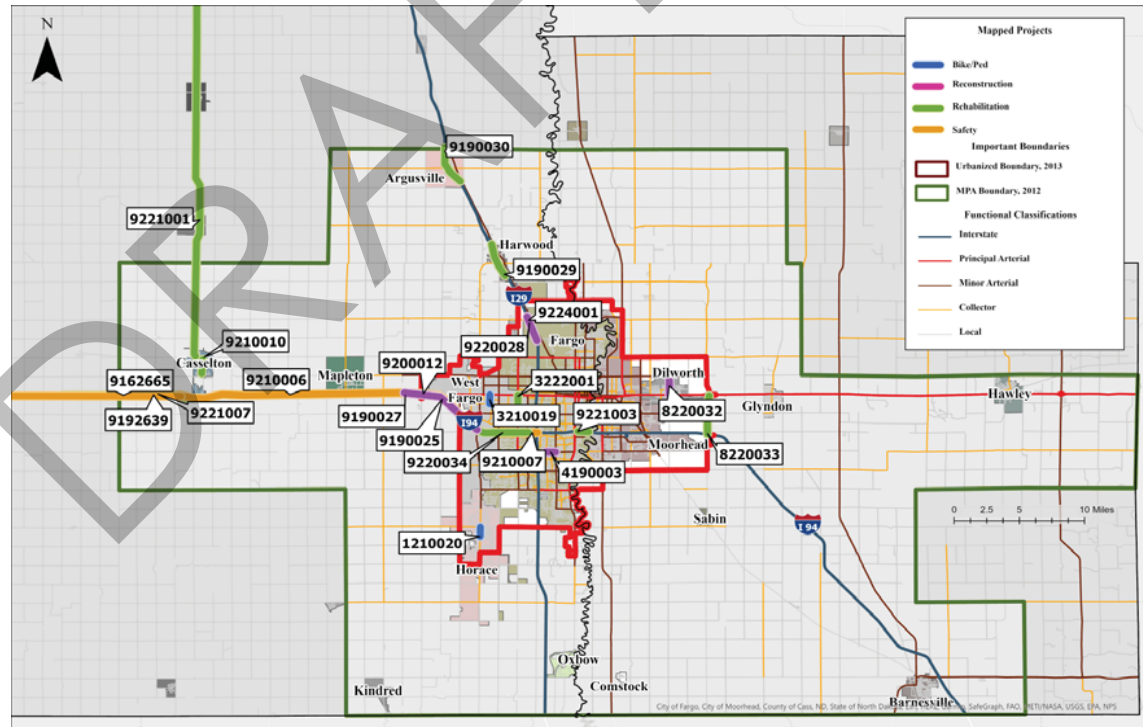 DRAFT
N
Mapped Projects
Bike/Ped
Reconstruction
Rehabilitation
Safety
Important Boundaries
Urbanized Boundary, 2013
MPA Boundary, 2012
Functional Classifications
Interstate
Principal Arterial
Minor Arterial
Collector
Local
9190030
Argusville
9221001
Harwood
9190029
I29
9224001
9220028
Fargo
9210010
Casselton
9200012
Mapleton
West
Fargo
3222001
Dilworth
9162665
9210006
Hawley
9221007
9192639
9190027
3210019
9221003
8220032
Glyndon
I94
9190025
Moorhead
9220034
9210007
4190003
8220033
Sabin
I 94
0 2.5 5 10 Miles
1210020
Horace
Oxbow
Comstock
Kindred
Barnesville
City of Fargo, City of Moorhead, County of Cass, ND, State of North Dakota, Esri, HERE, Garmin, SafeGraph, FAO, METI/NASA, USGS, EPA, NPS